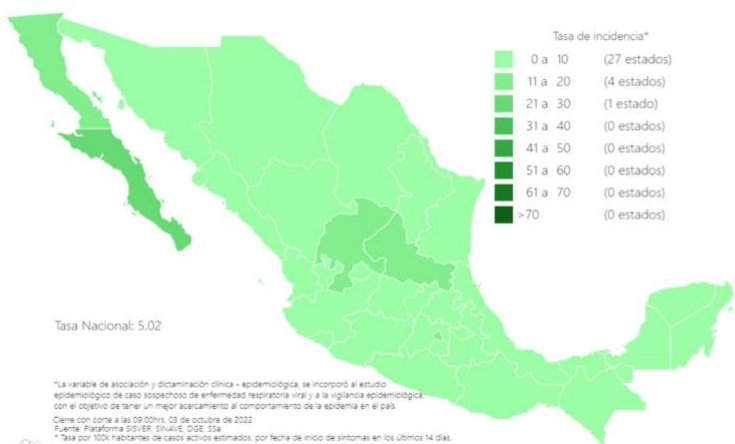 Tasa de incidencia*
0 a 10 (27 estados)
11 a 20 (4 estados)
21 a 30 (1 estado)
31 a 40 (0 estados)
41 a 50 (0 estados)
51 a 60 (0 estados)
61 a 70 (0 estados)
>70 (0 estados)
Tasa Nacional: 5.02
*La variable de asociación y dictaminación clínica - epidemiológica, se incorporó al estudio
epidemiológico de caso sospechoso de enfermedad respiratoria viral y a la vigilancia epidemiológica,
con el objetivo de tener un mejor acercamiento al comportamiento de la epidemia en el país.
Cierre con corte a las 09:00hrs, 03 de octubre de 2022
Fuente: Plataforma SISVER, SINAVE, DGE, SSa.
* Tasa por 100k habitantes de casos activos estimados, por fecha de inicio de síntomas en los últimos 14 días.